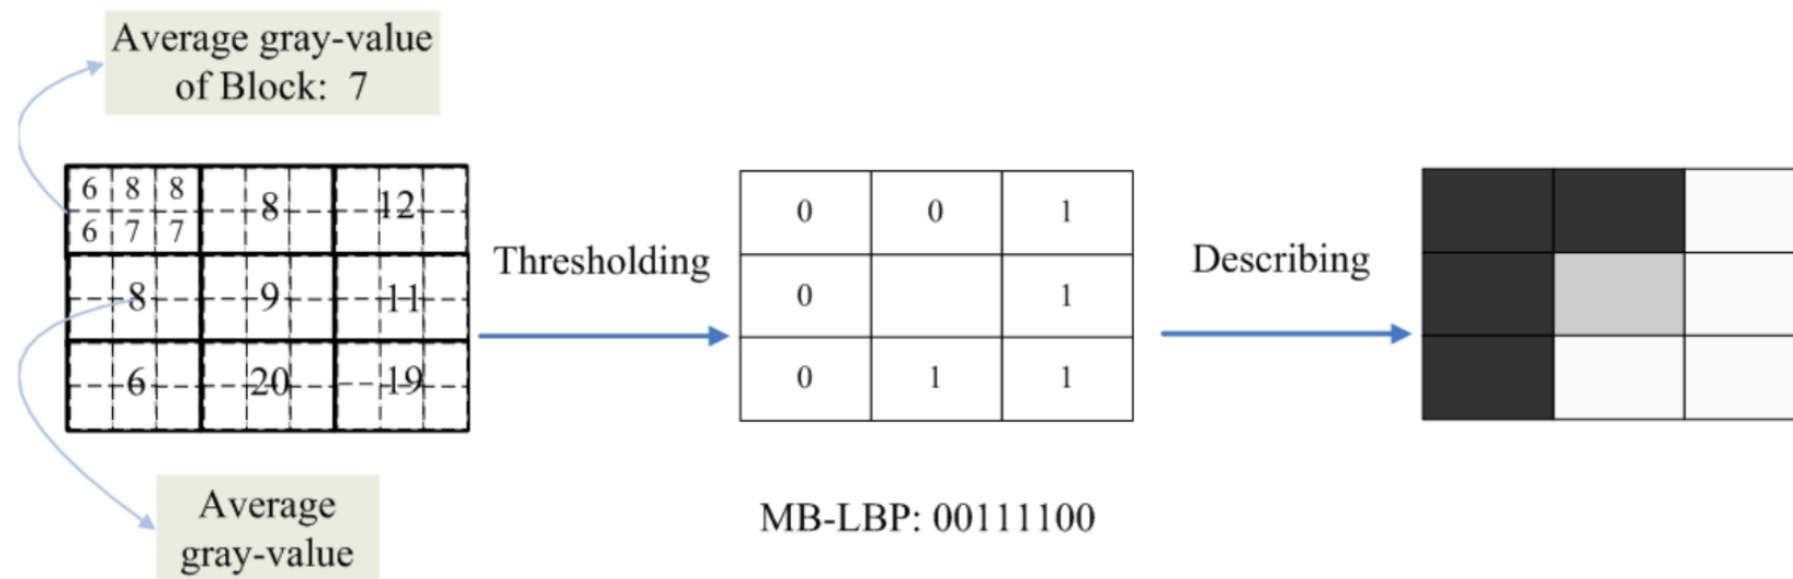 Average gray-value
of Block: 7
6 8 8
6 7 7
8 12
8 9 11
6 20 19
Thresholding
0 0 1
0 1
0 1 1
Describing
MB-LBP: 00111100
Average
gray-value